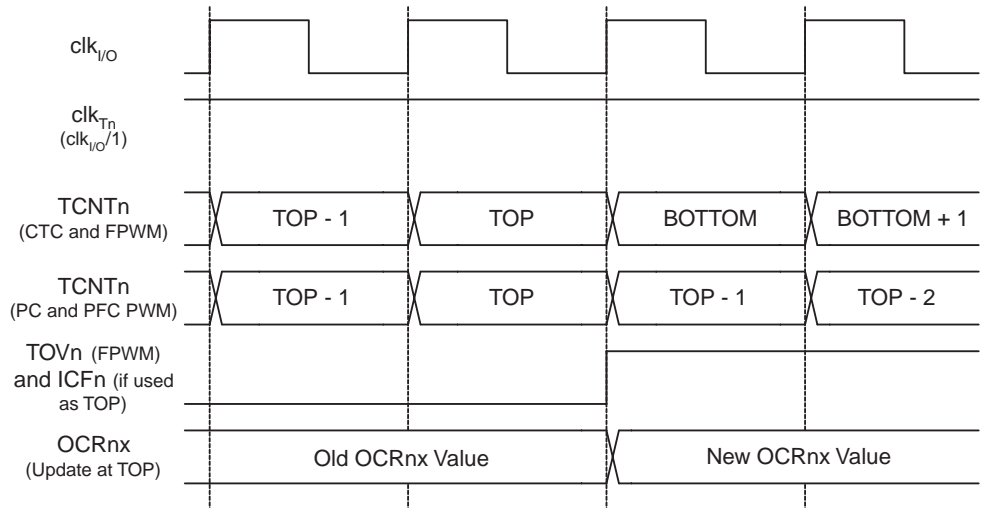 clkI/O
clkTn
(clkI/O/1)
TCNTn
(CTC and FPWM)
TOP - 1 TOP BOTTOM BOTTOM + 1
TCNTn
(PC and PFC PWM)
TOP - 1 TOP TOP - 1 TOP - 2
TOVn (FPWM)
and ICFn (if used
as TOP)
OCRnx
(Update at TOP)
Old OCRnx Value New OCRnx Value